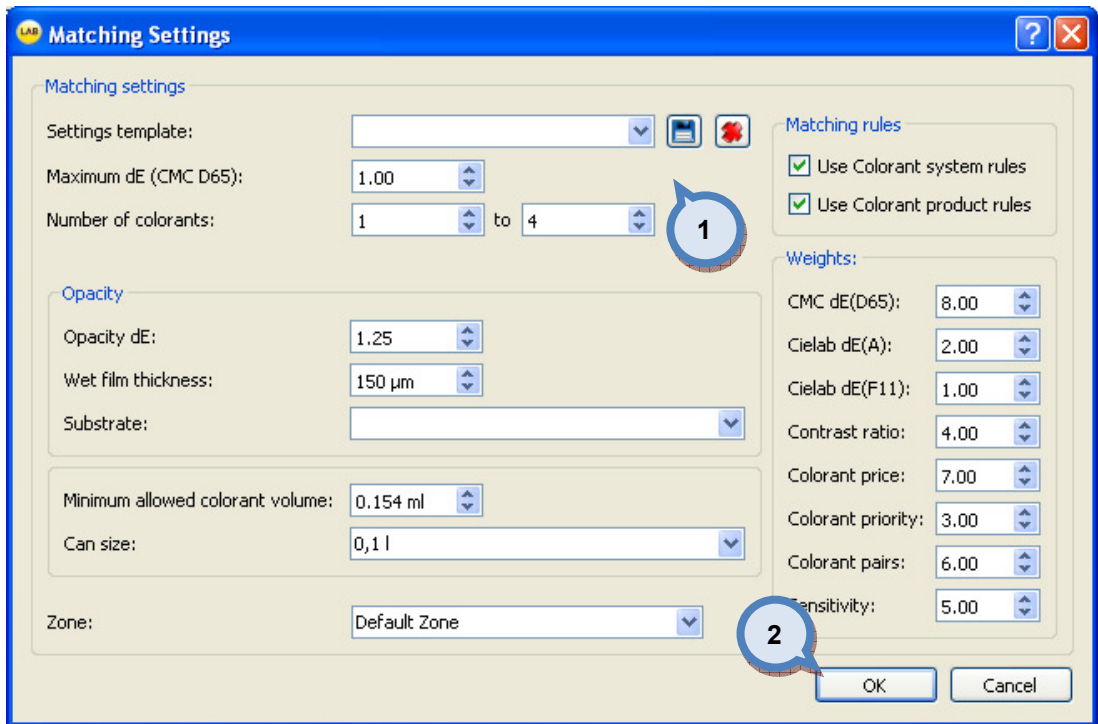 LAB Matching Settings
Matching settings
Settings template:
Maximum dE (CMC D65): 1.00
Number of colorants: 1 to 4
1
Opacity
Opacity dE: 1.25
Wet film thickness: 150 µm
Substrate:
Minimum allowed colorant volume: 0.154 ml
Can size: 0,1 l
Zone: Default Zone
Matching rules
Use Colorant system rules
Use Colorant product rules
Weights:
CMC dE(D65): 8.00
Cielab dE(A): 2.00
Cielab dE(F11): 1.00
Contrast ratio: 4.00
Colorant price: 7.00
Colorant priority: 3.00
Colorant pairs: 6.00
Sensitivity: 5.00
2
OK Cancel